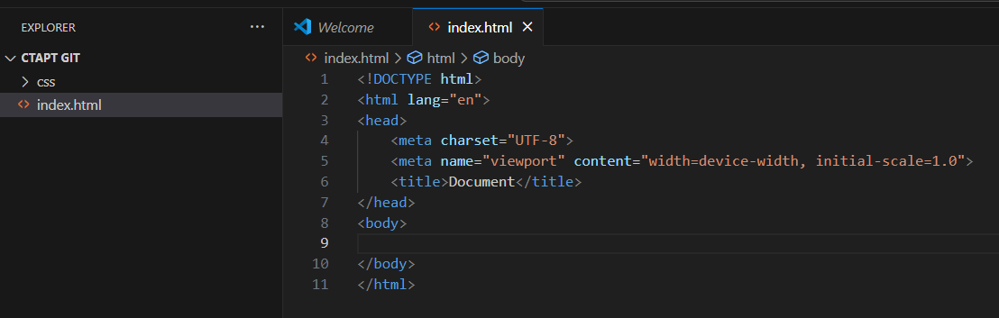 EXPLORER ...
CTAPT GIT
css
index.html
Welcome index.html
index.html > html > body
1 <!DOCTYPE html>
2 <html lang="en">
3 <head>
4     <meta charset="UTF-8">
5     <meta name="viewport" content="width=device-width, initial-scale=1.0">
6     <title>Document</title>
7 </head>
8 <body>
9
10 </body>
11 </html>